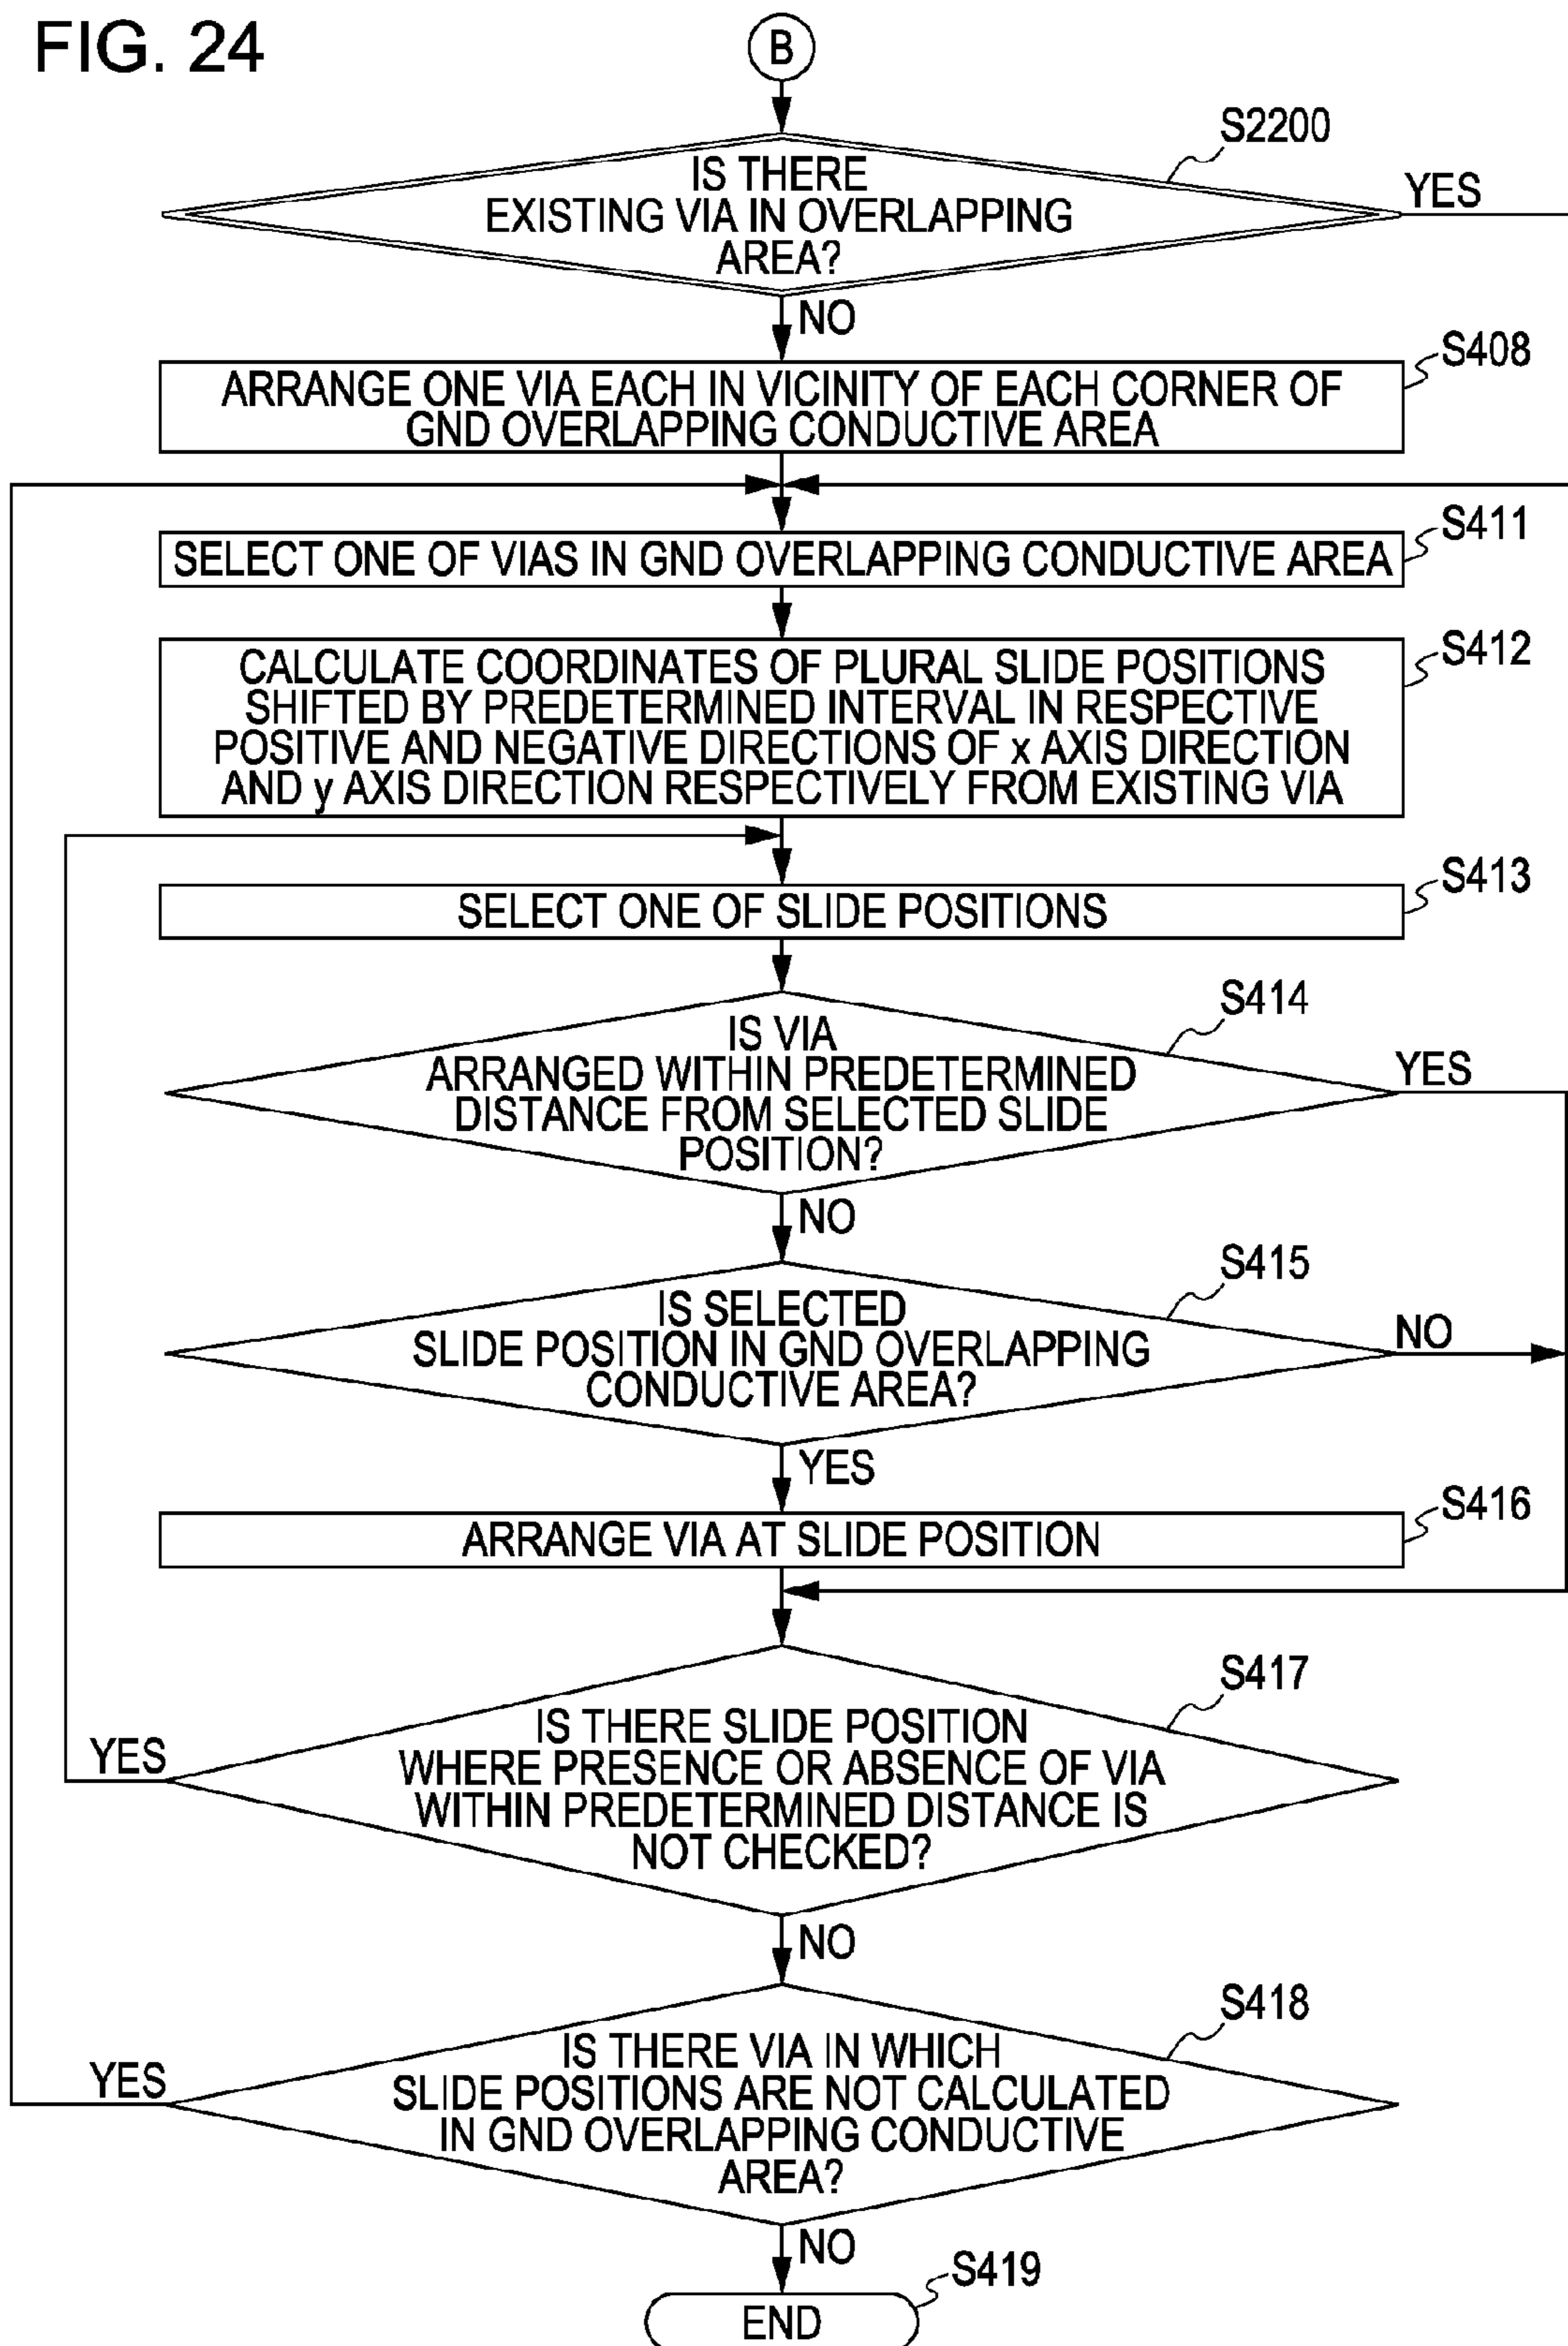 FIG. 24
B
S2200
IS THERE
EXISTING VIA IN OVERLAPPING
AREA?
YES
NO
S408
ARRANGE ONE VIA EACH IN VICINITY OF EACH CORNER OF
GND OVERLAPPING CONDUCTIVE AREA
S411
SELECT ONE OF VIAS IN GND OVERLAPPING CONDUCTIVE AREA
S412
CALCULATE COORDINATES OF PLURAL SLIDE POSITIONS
SHIFTED BY PREDETERMINED INTERVAL IN RESPECTIVE
POSITIVE AND NEGATIVE DIRECTIONS OF x AXIS DIRECTION
AND y AXIS DIRECTION RESPECTIVELY FROM EXISTING VIA
S413
SELECT ONE OF SLIDE POSITIONS
S414
IS VIA
ARRANGED WITHIN PREDETERMINED
DISTANCE FROM SELECTED SLIDE
POSITION?
YES
NO
S415
IS SELECTED
SLIDE POSITION IN GND OVERLAPPING
CONDUCTIVE AREA?
NO
YES
S416
ARRANGE VIA AT SLIDE POSITION
S417
IS THERE SLIDE POSITION
WHERE PRESENCE OR ABSENCE OF VIA
WITHIN PREDETERMINED DISTANCE IS
NOT CHECKED?
YES
NO
S418
IS THERE VIA IN WHICH
SLIDE POSITIONS ARE NOT CALCULATED
IN GND OVERLAPPING CONDUCTIVE
AREA?
YES
NO
S419
END